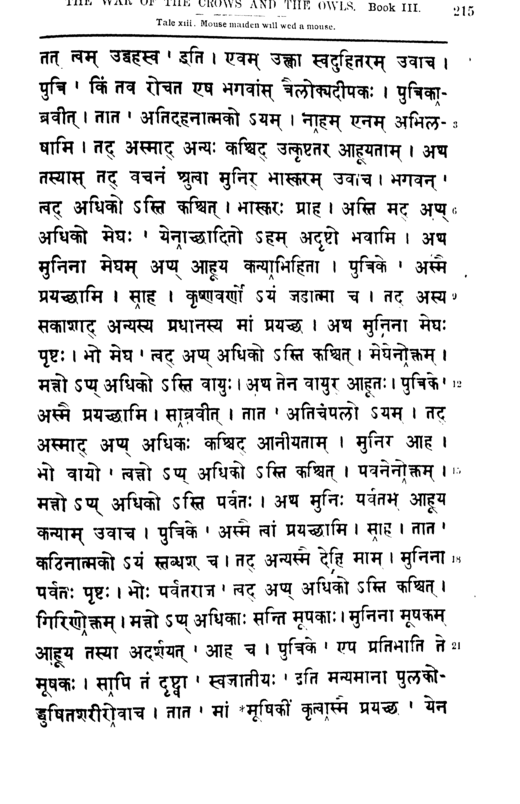 THE WAR OF THE CROWS AND THE OWLS. Book III. 215
Tale xiii. Mouse maiden will wed a mouse.
तत् त्वम् उद्वहस्व ' इति । एवम् उक्त्वा स्वदुहितरम् उवाच ।
पुत्रि ' किं तव रोचत एष भगवांस् त्रैलोक्यदीपकः । पुत्रिका-
ब्रवीत् । तात ' अतिदहनात्मको ऽयम् । नाहम् एनम् अभिल- 3
षामि । तद् अस्माद् अन्यः कश्चिद् उत्कृष्टतर आहूयताम् । अथ
तस्यास् तद् वचनं श्रुत्वा मुनिर् भास्करम् उवाच । भगवन् '
त्वद् अधिको ऽस्ति कश्चित् । भास्करः प्राह । अस्ति मद् अप्य् 6
अधिको मेघः ' येनाच्छादितो ऽहम् अदृष्टो भवामि । अथ
मुनिना मेघम् अप्य् आहूय कन्याभिहिता । पुत्रिके ' अस्मै
प्रयच्छामि । साह । कृष्णवर्णो ऽयं जडात्मा च । तद् अस्य 9
सकाशाद् अन्यस्य प्रधानस्य मां प्रयच्छ । अथ मुनिना मेघः
पृष्टः । भो मेघ ' त्वद् अप्य् अधिको ऽस्ति कश्चित् । मेघेनोक्तम् ।
मत्तो ऽप्य् अधिको ऽस्ति वायुः । अथ तेन वायुर् आहूतः । पुत्रिके ' 12
अस्मै प्रयच्छामि । साब्रवीत् । तात ' अतिचपलो ऽयम् । तद्
अस्माद् अप्य् अधिकः कश्चिद् आनीयताम् । मुनिर् आह ।
भो वायो ' त्वत्तो ऽप्य् अधिको ऽस्ति कश्चित् । पवनेनोक्तम् । 15
मत्तो ऽप्य् अधिको ऽस्ति पर्वतः । अथ मुनिः पर्वतम् आहूय
कन्याम् उवाच । पुत्रिके ' अस्मै त्वां प्रयच्छामि । साह । तात '
कठिनात्मको ऽयं स्तब्धश् च । तद् अन्यस्मै देहि माम् । मुनिना 18
पर्वतः पृष्टः । भोः पर्वतराज ' त्वद् अप्य् अधिको ऽस्ति कश्चित् ।
गिरिणोक्तम् । मत्तो ऽप्य् अधिकाः सन्ति मूषकाः । मुनिना मूषकम्
आहूय तस्या अदर्शयत् ' आह च । पुत्रिके ' एष प्रतिभाति ते 21
मूषकः । सापि तं दृष्ट्वा ' स्वजातीयः ' इति मन्यमाना पुलको-
द्धुषितशरीरोवाच । तात ' मां *मूषिकीं कृत्वास्मै प्रयच्छ ' येन